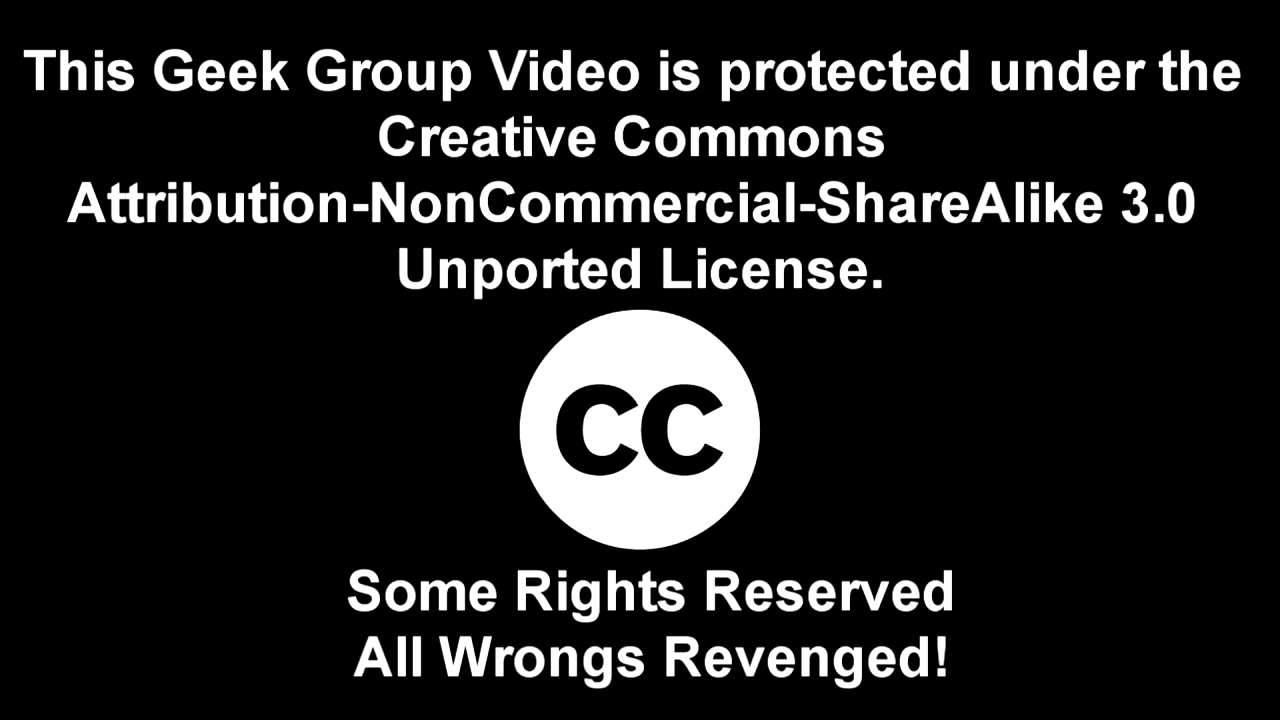 This Geek Group Video is protected under the
Creative Commons
Attribution-NonCommercial-ShareAlike 3.0
Unported License.
cc
Some Rights Reserved
All Wrongs Revenged!